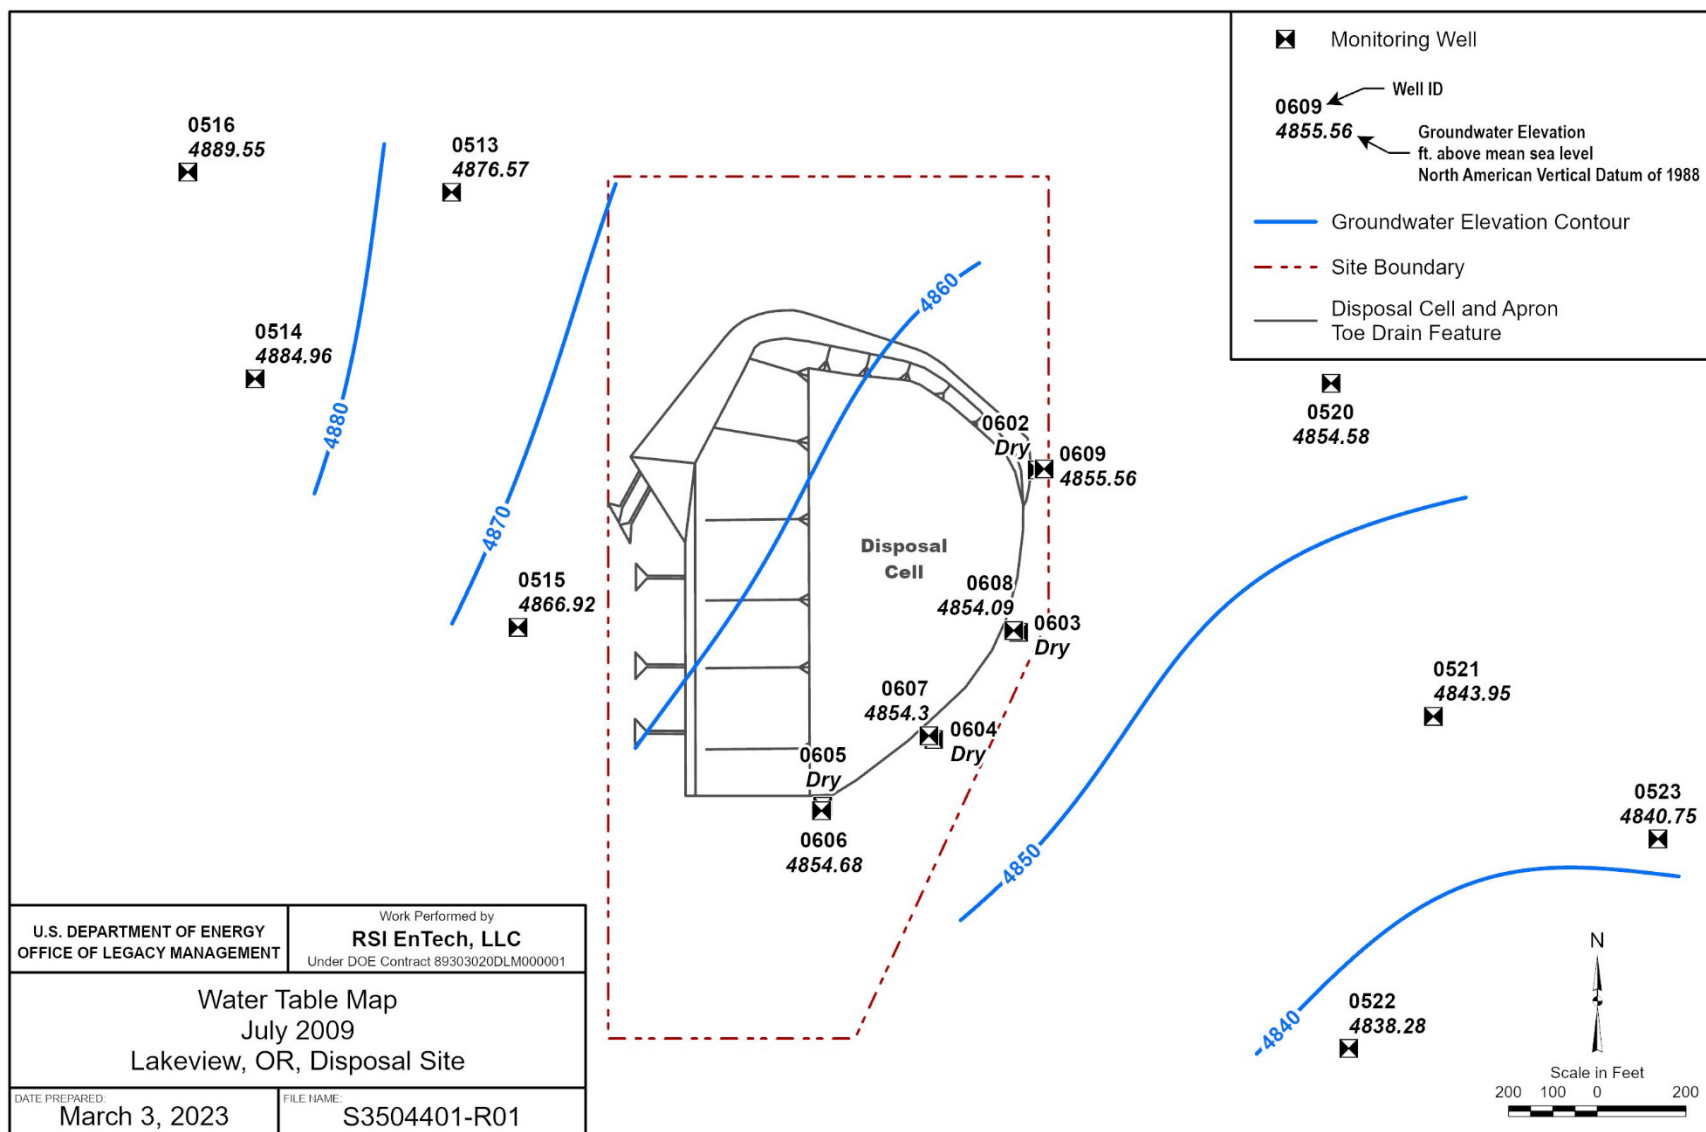 Monitoring Well
0609
4855.56
Well ID
Groundwater Elevation
ft. above mean sea level
North American Vertical Datum of 1988
Groundwater Elevation Contour
Site Boundary
Disposal Cell and Apron
Toe Drain Feature
0516
4889.55
0513
4876.57
0514
4884.96
4880
4870
4860
0515
4866.92
0602
Dry
0609
4855.56
0520
4854.58
Disposal
Cell
0608
4854.09
0603
Dry
0607
4854.3
0604
Dry
0605
Dry
0606
4854.68
0521
4843.95
0523
4840.75
4850
4840
0522
4838.28
N
Scale in Feet
200 100 0 200
U.S. DEPARTMENT OF ENERGY
OFFICE OF LEGACY MANAGEMENT
Work Performed by
RSI EnTech, LLC
Under DOE Contract 89303020DLM000001
Water Table Map
July 2009
Lakeview, OR, Disposal Site
DATE PREPARED:
March 3, 2023
FILE NAME:
S3504401-R01